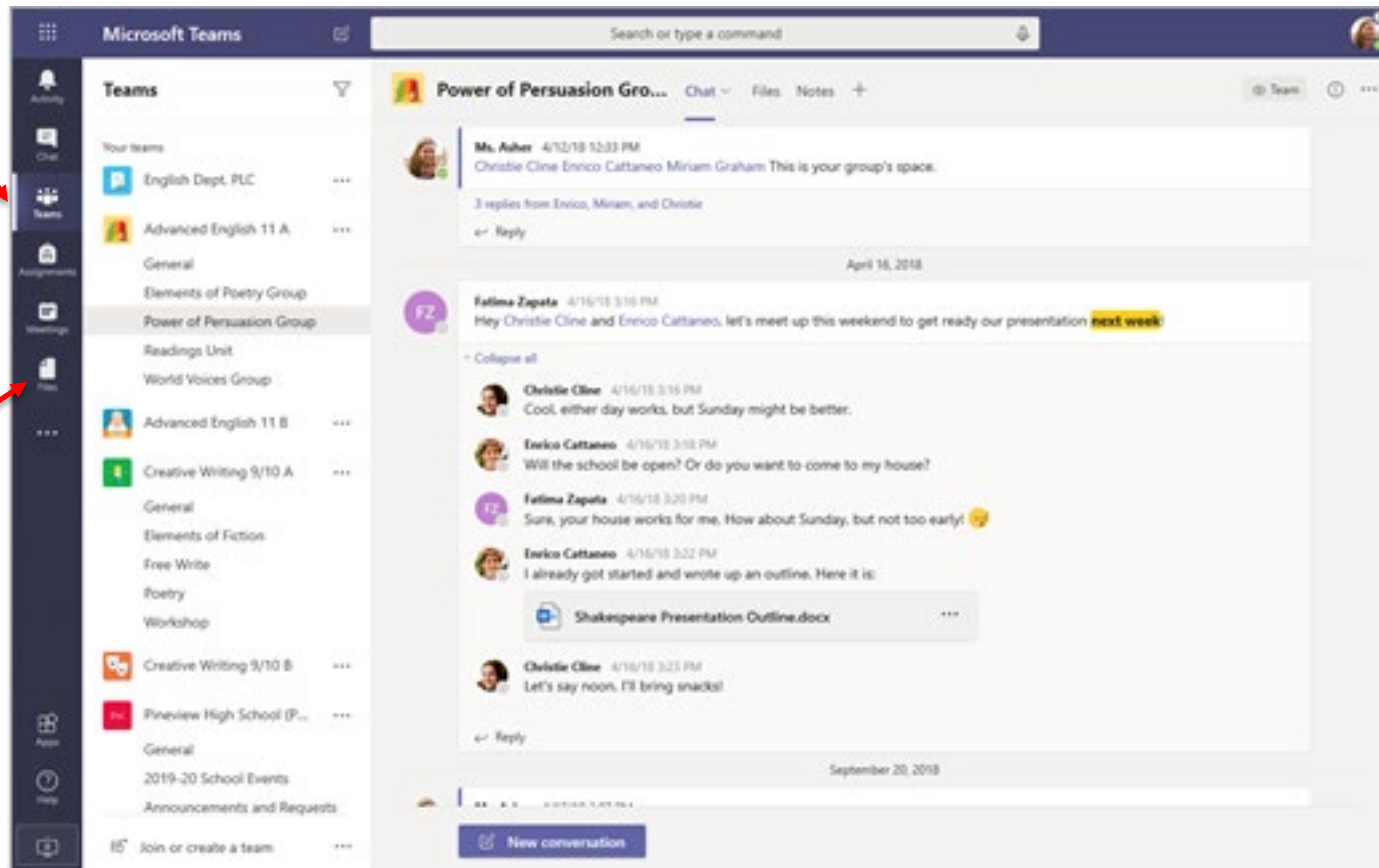 Microsoft Teams
Search or type a command
Activity
Chat
Teams
Assignments
Meetings
Files
Apps
Help
Teams
Your teams
English Dept. PLC
Advanced English 11 A
General
Elements of Poetry Group
Power of Persuasion Group
Readings Unit
World Voices Group
Advanced English 11 B
Creative Writing 9/10 A
General
Elements of Fiction
Free Write
Poetry
Workshop
Creative Writing 9/10 B
Pineview High School (P...
General
2019-20 School Events
Announcements and Requests
Join or create a team
Power of Persuasion Gro... Chat Files Notes +
Team
Ms. Asher 4/12/18 12:03 PM
Christie Cline Enrico Cattaneo Miriam Graham This is your group's space.
3 replies from Enrico, Miriam, and Christie
Reply
April 16, 2018
FZ
Fatima Zapata 4/16/18 3:16 PM
Hey Christie Cline and Enrico Cattaneo, let's meet up this weekend to get ready our presentation next week!
Collapse all
Christie Cline 4/16/18 3:16 PM
Cool, either day works, but Sunday might be better.
Enrico Cattaneo 4/16/18 3:18 PM
Will the school be open? Or do you want to come to my house?
FZ
Fatima Zapata 4/16/18 3:20 PM
Sure, your house works for me. How about Sunday, but not too early!
Enrico Cattaneo 4/16/18 3:22 PM
I already got started and wrote up an outline. Here it is:
Shakespeare Presentation Outline.docx
Christie Cline 4/16/18 3:23 PM
Let's say noon. I'll bring snacks!
Reply
September 20, 2018
New conversation